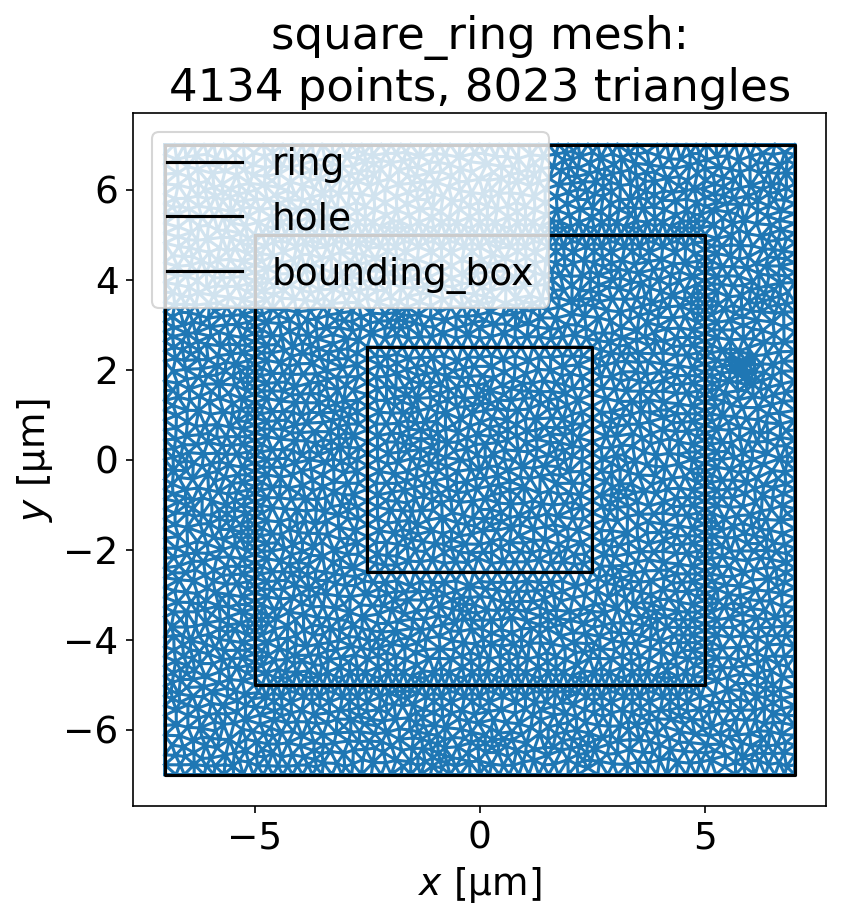 square_ring mesh:
4134 points, 8023 triangles
ring
hole
bounding_box
6
4
2
0
−2
−4
−6
y [µm]
−5
0
5
x [µm]